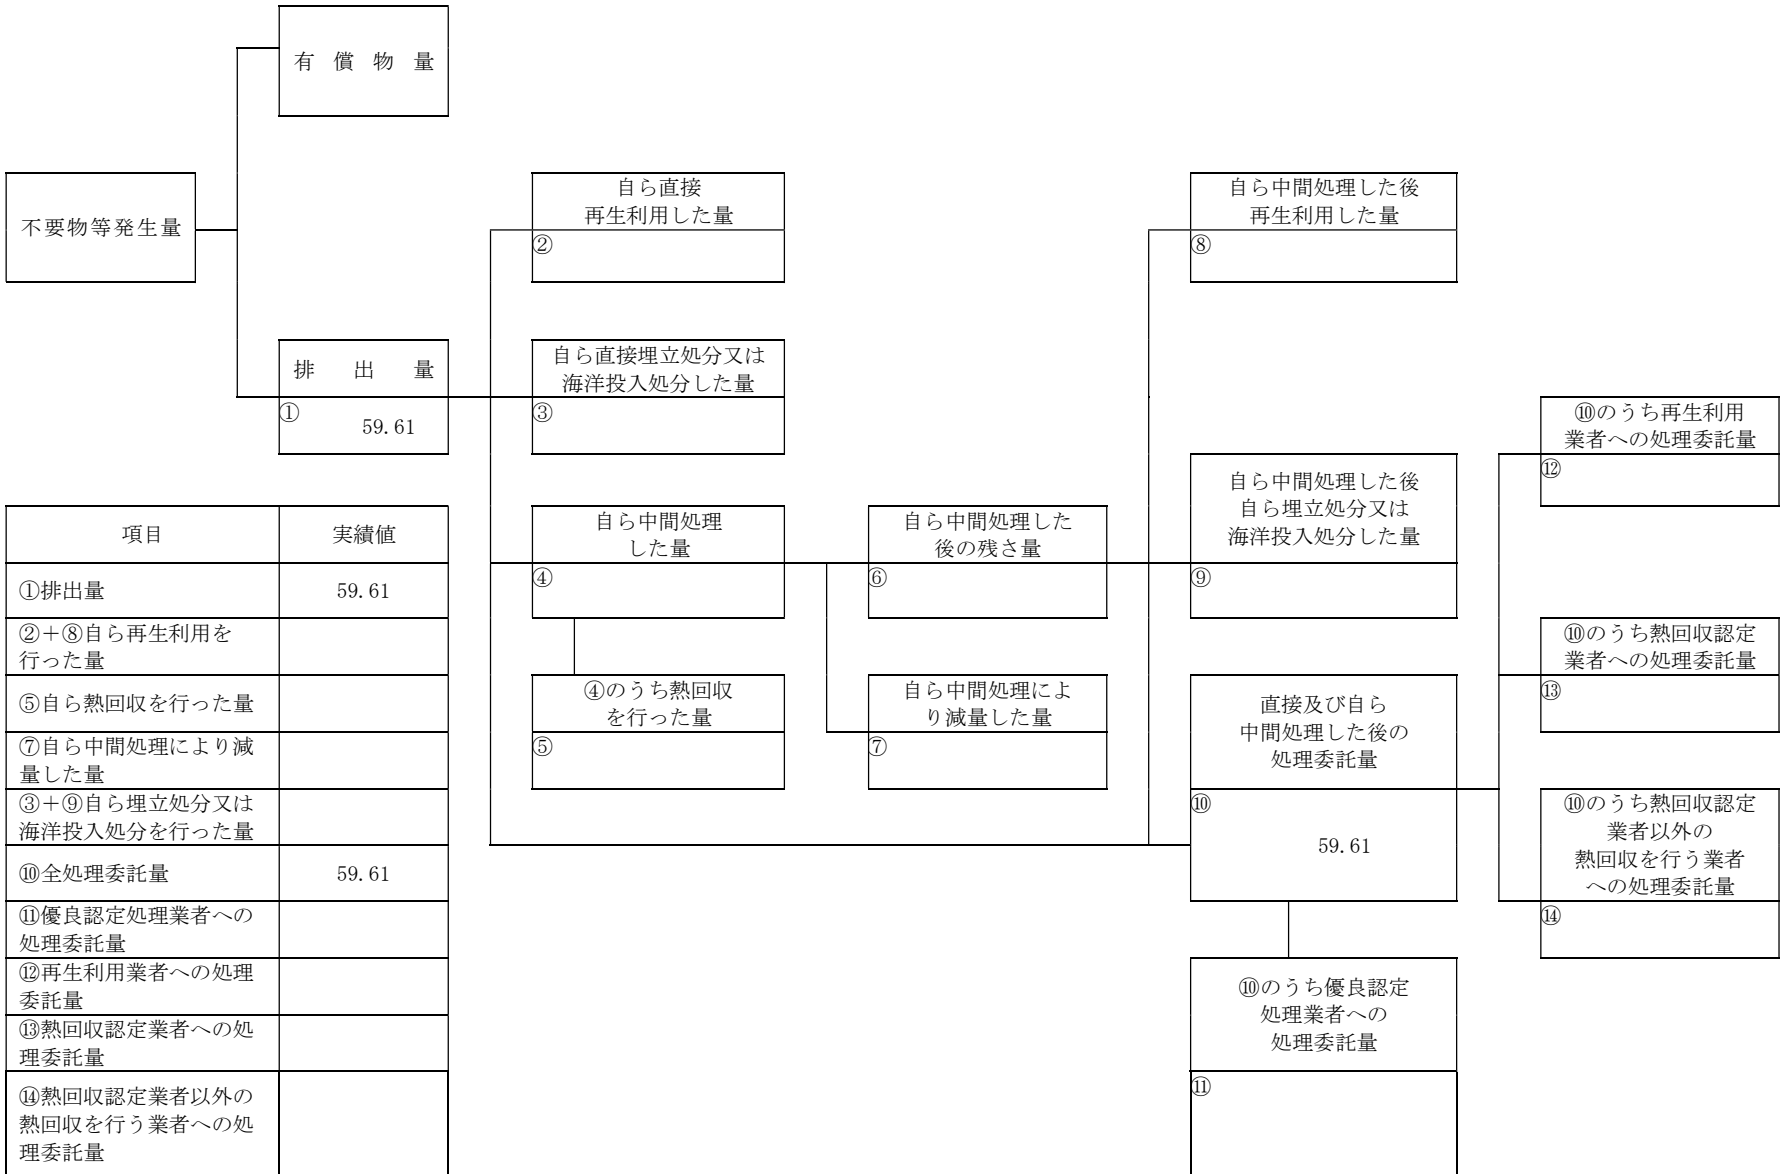 有償物量
不要物等発生量
自ら直接
再生利用した量
②
自ら中間処理した後
再生利用した量
⑧
排出量
①
59.61
自ら直接埋立処分又は
海洋投入処分した量
③
⑩のうち再生利用
業者への処理委託量
⑫
自ら中間処理
した量
④
自ら中間処理した
後の残さ量
⑥
自ら中間処理した後
自ら埋立処分又は
海洋投入処分した量
⑨
⑩のうち熱回収認定
業者への処理委託量
⑬
④のうち熱回収
を行った量
⑤
自ら中間処理によ
り減量した量
⑦
直接及び自ら
中間処理した後の
処理委託量
⑩
59.61
⑩のうち熱回収認定
業者以外の
熱回収を行う業者
への処理委託量
⑭
⑩のうち優良認定
処理業者への
処理委託量
⑪
項目 実績値
①排出量 59.61
②+⑧自ら再生利用を
行った量
⑤自ら熱回収を行った量
⑦自ら中間処理により減
量した量
③+⑨自ら埋立処分又は
海洋投入処分を行った量
⑩全処理委託量 59.61
⑪優良認定処理業者への
処理委託量
⑫再生利用業者への処理
委託量
⑬熱回収認定業者への処
理委託量
⑭熱回収認定業者以外の
熱回収を行う業者への処
理委託量